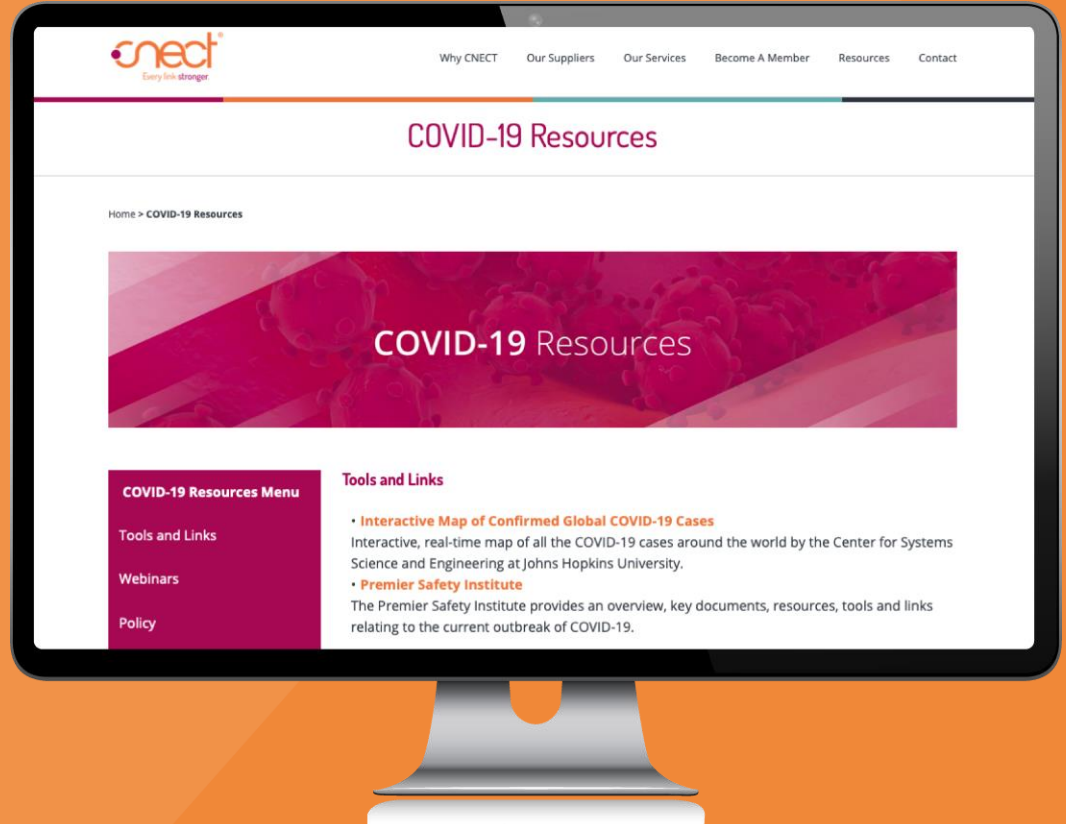 cnect®
Every link stronger.
Why CNECT Our Suppliers Our Services Become A Member Resources Contact
COVID-19 Resources
Home > COVID-19 Resources
COVID-19 Resources
COVID-19 Resources Menu
Tools and Links
Webinars
Policy
Tools and Links
• Interactive Map of Confirmed Global COVID-19 Cases
Interactive, real-time map of all the COVID-19 cases around the world by the Center for Systems
Science and Engineering at Johns Hopkins University.
• Premier Safety Institute
The Premier Safety Institute provides an overview, key documents, resources, tools and links
relating to the current outbreak of COVID-19.